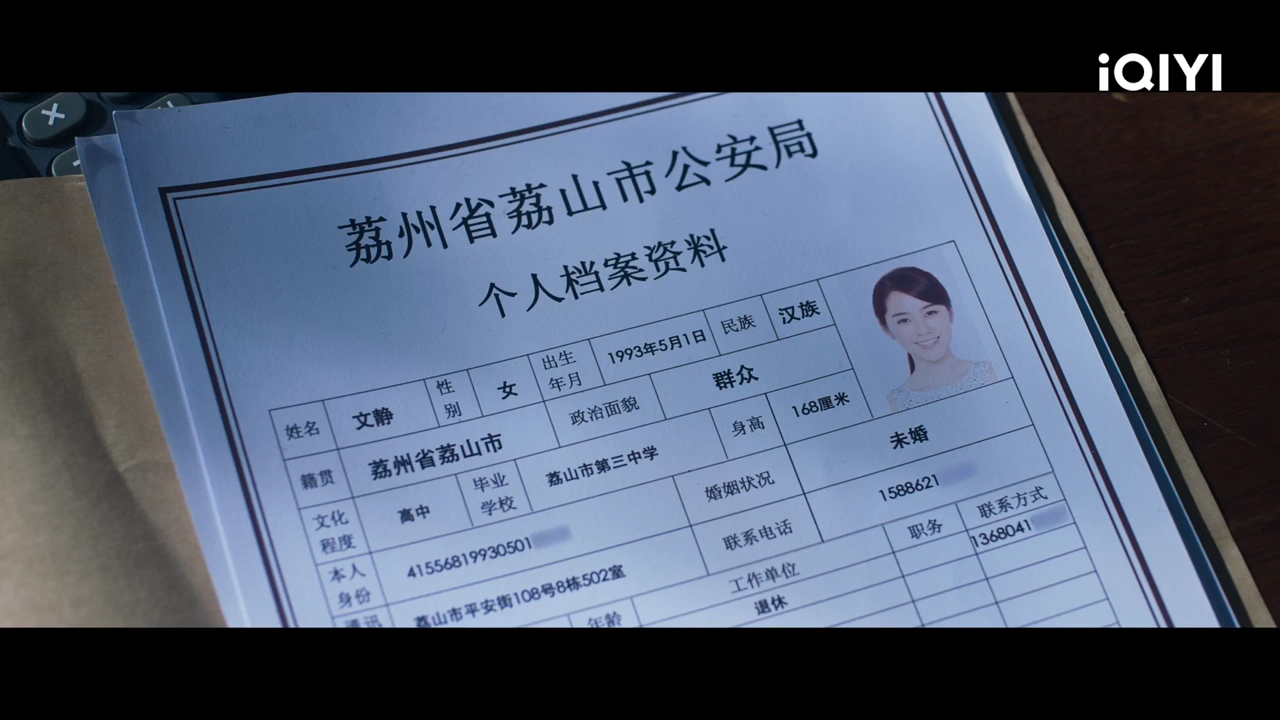 iQIYI
荔州省荔山市公安局
个人档案资料
姓名 文静 性别 女 出生年月 1993年5月1日 民族 汉族
籍贯 荔州省荔山市 政治面貌 群众
文化程度 高中 毕业学校 荔山市第三中学 身高 168厘米
本人身份 41556819930501 婚姻状况 未婚
通讯 荔山市平安街108号8栋502室 联系电话 1588621
年龄 工作单位 职务 联系方式
退休 1368041